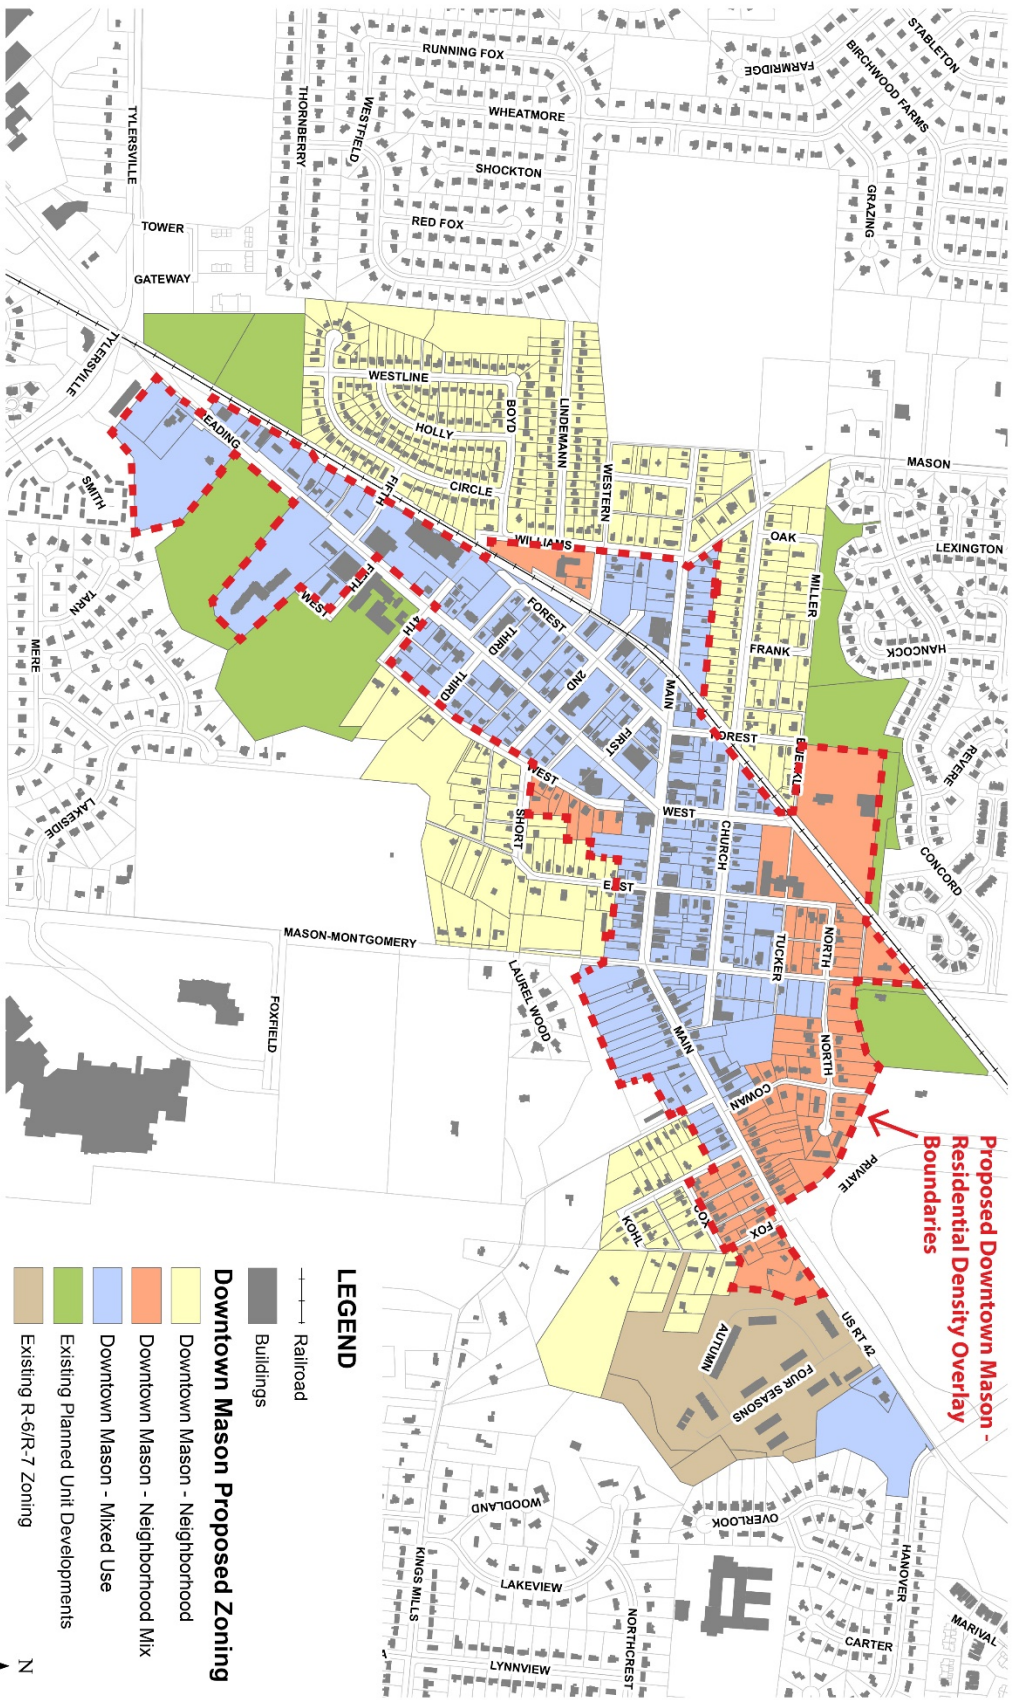 STABLETON
RUNNING FOX
BIRCHWOOD FARMS
FARMRIDGE
THORNBERRY
WESTFIELD
WHEATMORE
TYLERSVILLE
SHOCKTON
GRAZING
RED FOX
TOWER
GATEWAY
TYLERSVILLE
WESTLINE
BOYD
LINDEMANN
HOLLY
READING
WESTERN
MASON
SMITH
FIFTH
CIRCLE
WILLIAMS
OAK
LEXINGTON
MILLER
TARN
FIFTH
WEST
4TH
FOREST
THIRD
2ND
FRANK
HANCOCK
MERE
THIRD
MAIN
FIRST
FOREST
REVERE
WEST
LAKESIDE
SHORT
WEST
CHURCH
CONCORD
EAST
MASON-MONTGOMERY
TUCKER
NORTH
LAUREL WOOD
FOXFIELD
MAIN
NORTH
COWAN
PRIVATE
Proposed Downtown Mason -
Residential Density Overlay
Boundaries
KOHL
FOX
US RT 42
AUTUMN
FOUR SEASONS
WOODLAND
OVERLOOK
HANOVER
KINGS MILLS
LAKEVIEW
NORTHCREST
CARTER
MARIVAL
LYNNVIEW
LEGEND
Railroad
Buildings
Downtown Mason Proposed Zoning
Downtown Mason - Neighborhood
Downtown Mason - Neighborhood Mix
Downtown Mason - Mixed Use
Existing Planned Unit Developments
Existing R-6/R-7 Zoning
N